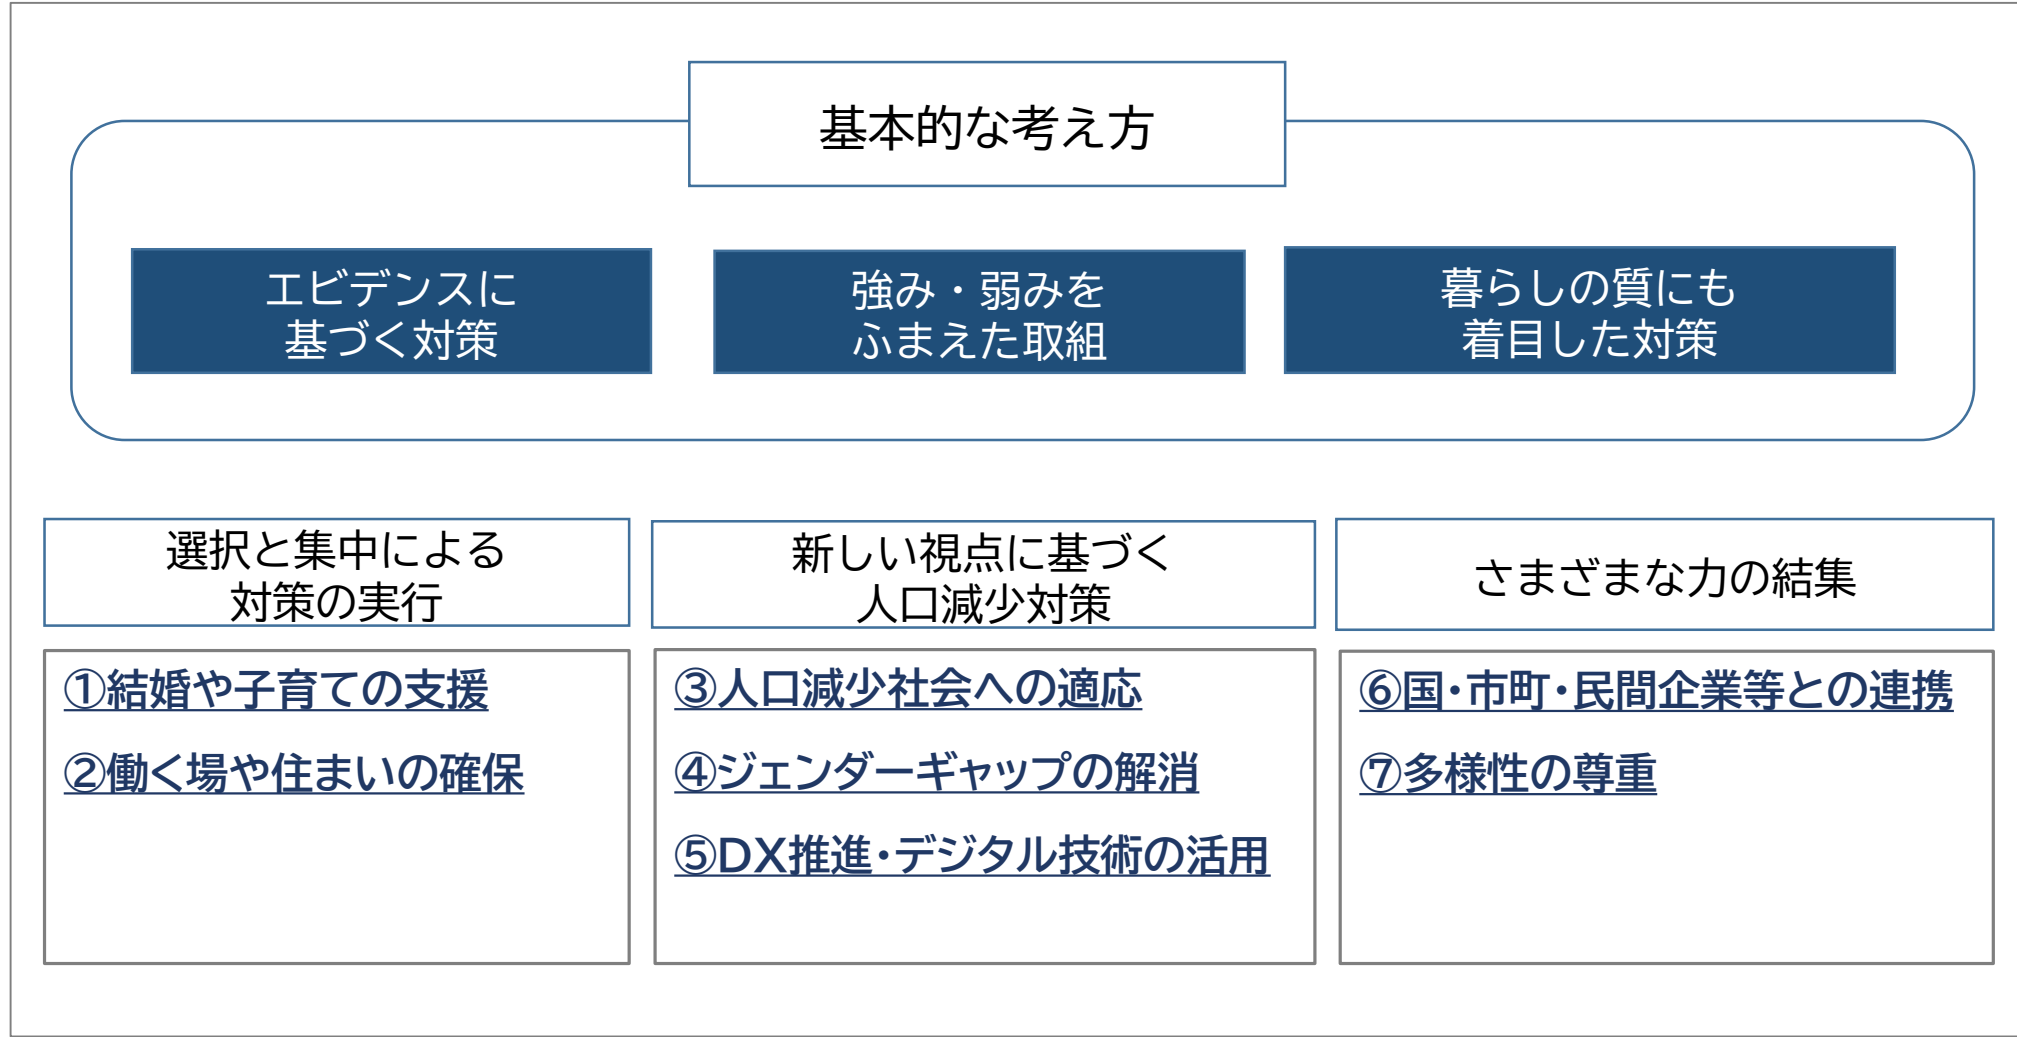 基本的な考え方
エビデンスに
基づく対策
強み・弱みを
ふまえた取組
暮らしの質にも
着目した対策
選択と集中による
対策の実行
①結婚や子育ての支援
②働く場や住まいの確保
新しい視点に基づく
人口減少対策
③人口減少社会への適応
④ジェンダーギャップの解消
⑤DX推進・デジタル技術の活用
さまざまな力の結集
⑥国・市町・民間企業等との連携
⑦多様性の尊重